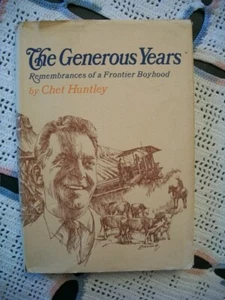 The Generous Years
Remembrances of a Frontier Boyhood
by Chet Huntley